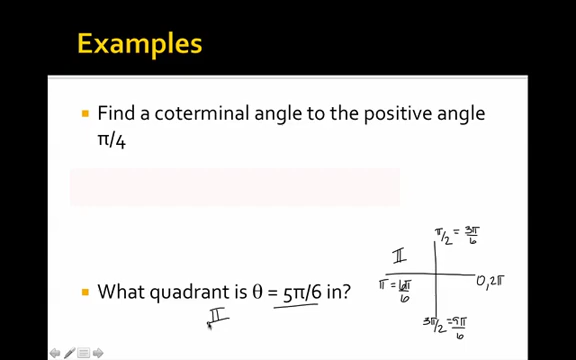 Examples
Find a coterminal angle to the positive angle
π/4
What quadrant is θ = 5π/6 in?
II
π/2 = 3π/6
II
π = 6π/6
0,2π
3π/2 = 9π/6